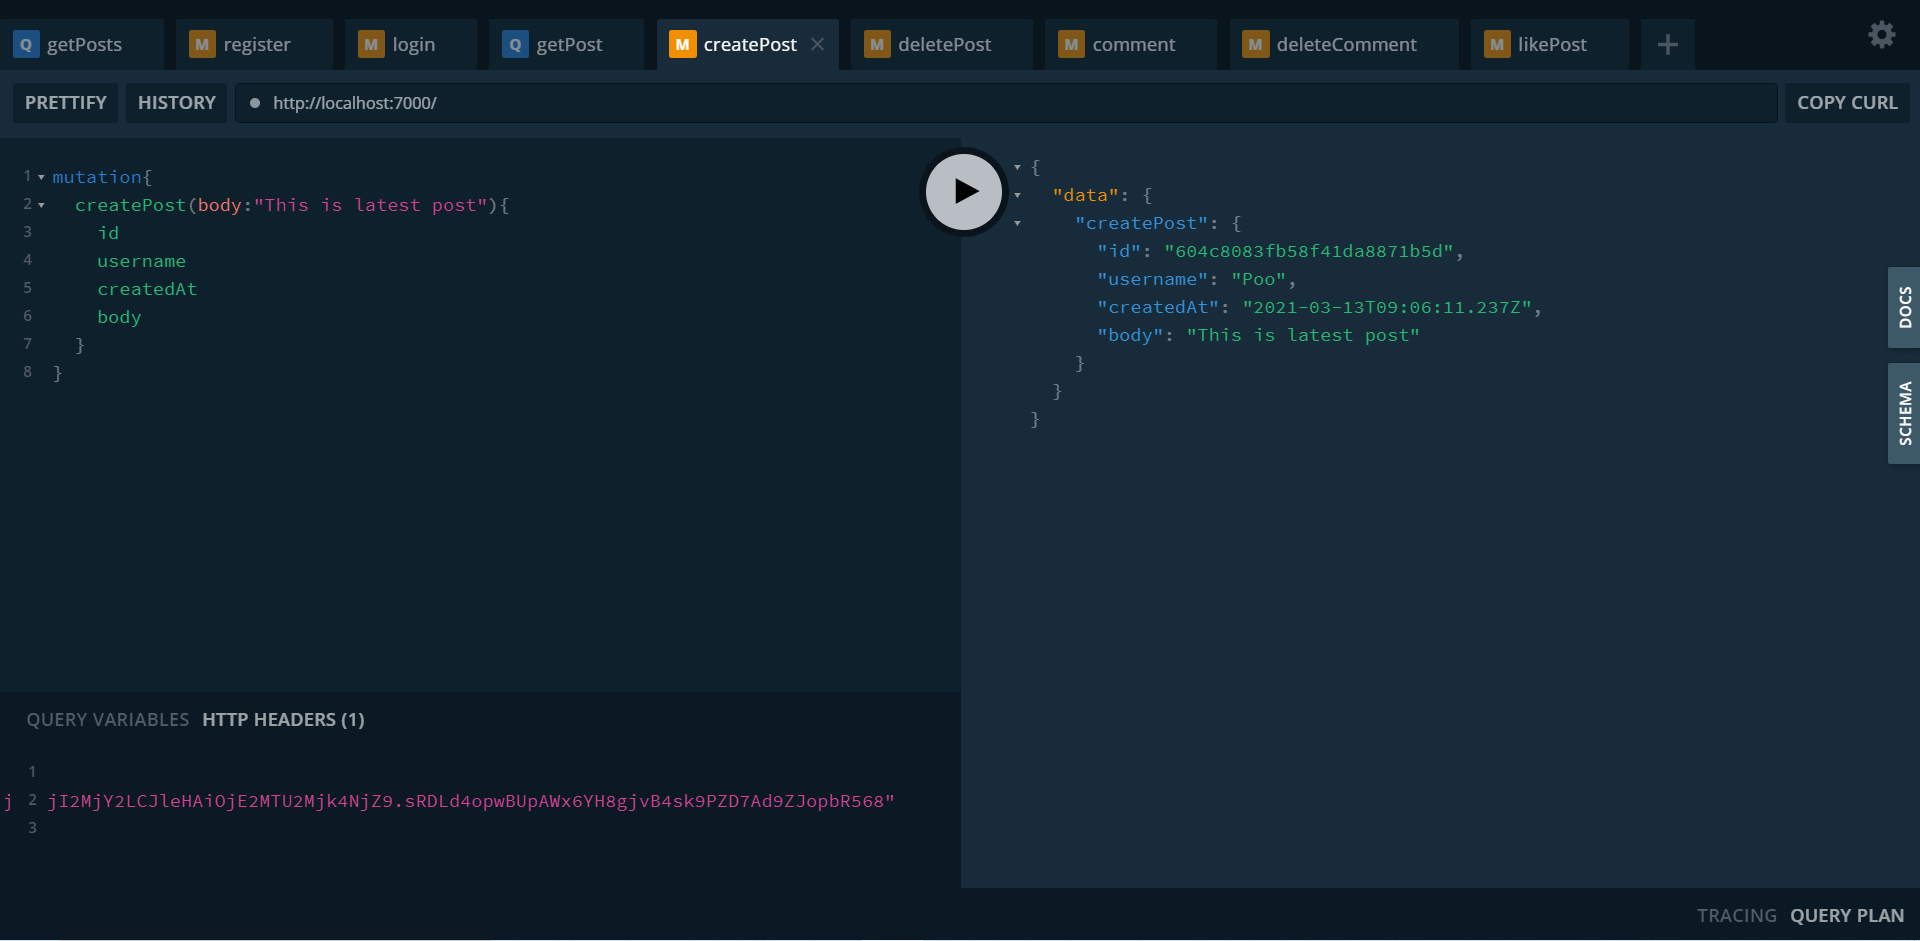 Q getPosts M register M login Q getPost M createPost M deletePost M comment M deleteComment M likePost
PRETTIFY HISTORY http://localhost:7000/ COPY CURL
1 mutation{
2 createPost(body:"This is latest post"){
3 id
4 username
5 createdAt
6 body
7 }
8 }
{
"data": {
"createPost": {
"id": "604c8083fb58f41da8871b5d",
"username": "Poo",
"createdAt": "2021-03-13T09:06:11.237Z",
"body": "This is latest post"
}
}
}
DOCS
SCHEMA
QUERY VARIABLES HTTP HEADERS (1)
1
j 2 jI2MjY2LCJleHAiOjE2MTU2Mjk4NjZ9.sRDLd4opwBUpAWx6YH8gjvB4sk9PZD7Ad9ZJopbR568"
3
TRACING QUERY PLAN